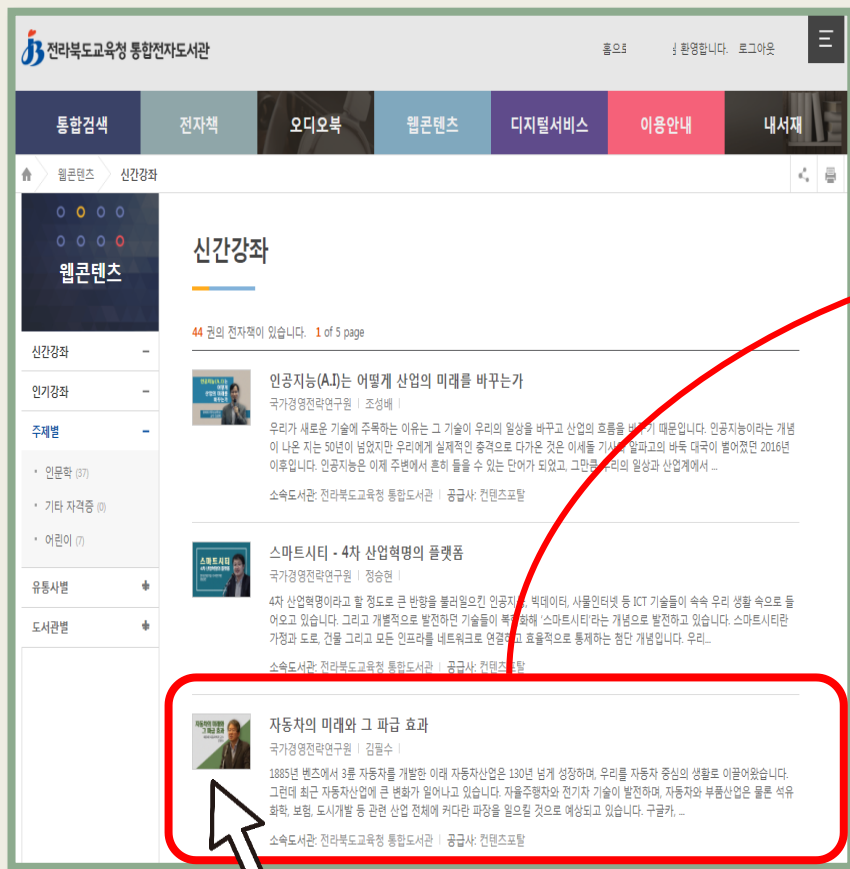 전라북도교육청 통합전자도서관
홈으로 님 환영합니다. 로그아웃
통합검색 전자책 오디오북 웹콘텐츠 디지털서비스 이용안내 내서재
웹콘텐츠 신간강좌
웹콘텐츠
신간강좌
인기강좌
주제별
인문학 (37)
기타 자격증 (0)
어린이 (7)
유통사별
도서관별
신간강좌
44 권의 전자책이 있습니다. 1 of 5 page
인공지능(A.I)는 어떻게 산업의 미래를 바꾸는가
국가경영전략연구원 | 조성배 |
우리가 새로운 기술에 주목하는 이유는 그 기술이 우리의 일상을 바꾸고 산업의 흐름을 바꾸기 때문입니다. 인공지능이라는 개념
이 나온 지는 50년이 넘었지만 우리에게 실제적인 충격으로 다가온 것은 이세돌 기사와 알파고의 바둑 대국이 벌어졌던 2016년
이후입니다. 인공지능은 이제 주변에서 흔히 들을 수 있는 단어가 되었고, 그만큼 우리의 일상과 산업계에서 ...
소속도서관: 전라북도교육청 통합도서관 | 공급사: 컨텐츠포탈
스마트시티
스마트시티 - 4차 산업혁명의 플랫폼
국가경영전략연구원 | 정승현 |
4차 산업혁명이라고 할 정도로 큰 반향을 불러일으킨 인공지능, 빅데이터, 사물인터넷 등 ICT 기술들이 속속 우리 생활 속으로 들
어오고 있습니다. 그리고 개별적으로 발전하던 기술들이 복합화해 '스마트시티'라는 개념으로 발전하고 있습니다. 스마트시티란
가정과 도로, 건물 그리고 모든 인프라를 네트워크로 연결하고 효율적으로 통제하는 첨단 개념입니다. 우리...
소속도서관: 전라북도교육청 통합도서관 | 공급사: 컨텐츠포탈
자동차의 미래와
그 파급 효과
자동차의 미래와 그 파급 효과
국가경영전략연구원 | 김필수 |
1885년 벤츠에서 3륜 자동차를 개발한 이래 자동차산업은 130년 넘게 성장하며, 우리를 자동차 중심의 생활로 이끌어왔습니다.
그런데 최근 자동차산업에 큰 변화가 일어나고 있습니다. 자율주행차와 전기차 기술이 발전하며, 자동차와 부품산업은 물론 석유
화학, 보험, 도시개발 등 관련 산업 전체에 커다란 파장을 일으킬 것으로 예상되고 있습니다. 구글카, ...
소속도서관: 전라북도교육청 통합도서관 | 공급사: 컨텐츠포탈